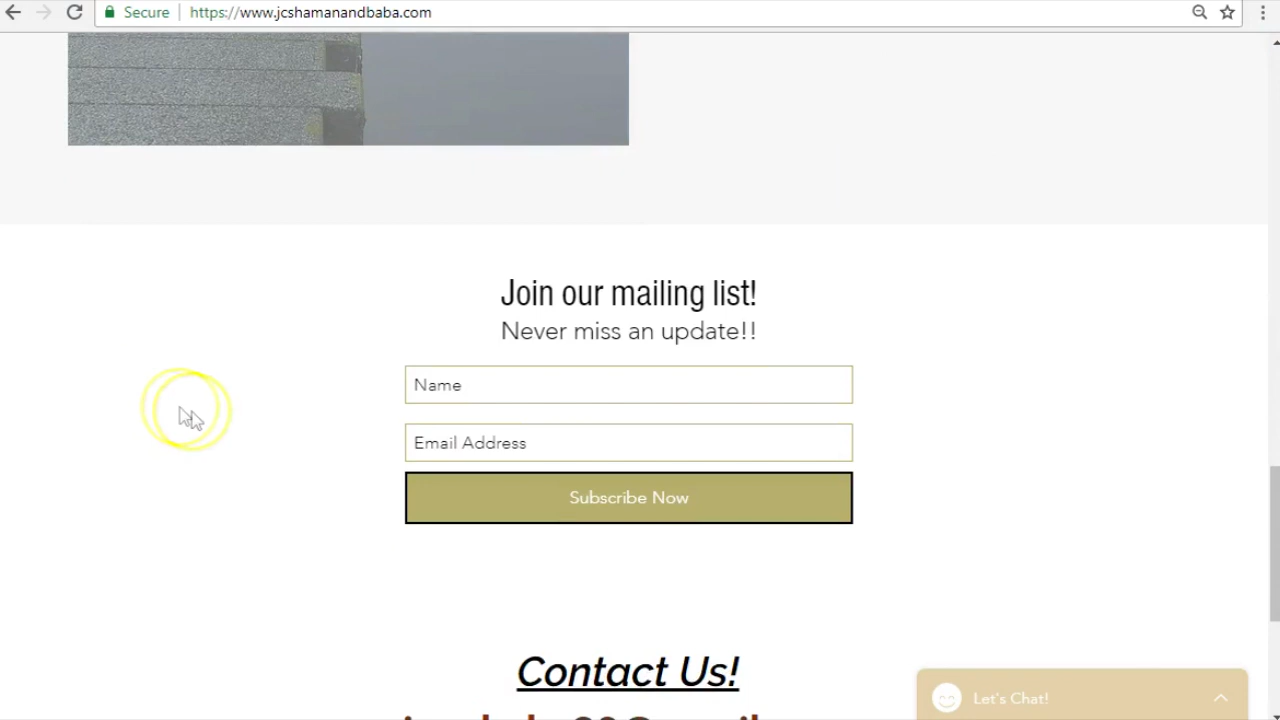 Secure
https://www.jcshamanandbaba.com
Join our mailing list!
Never miss an update!!
Name
Email Address
Subscribe Now
Contact Us!
Let's Chat!